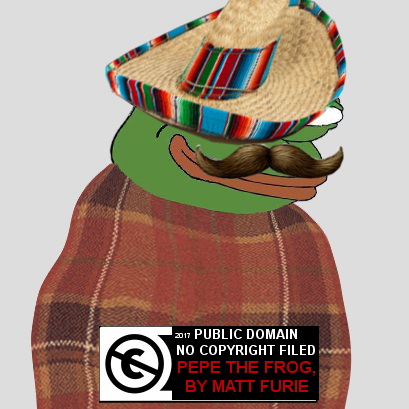 2017 PUBLIC DOMAIN
NO COPYRIGHT FILED
PEPE THE FROG,
BY MATT FURIE